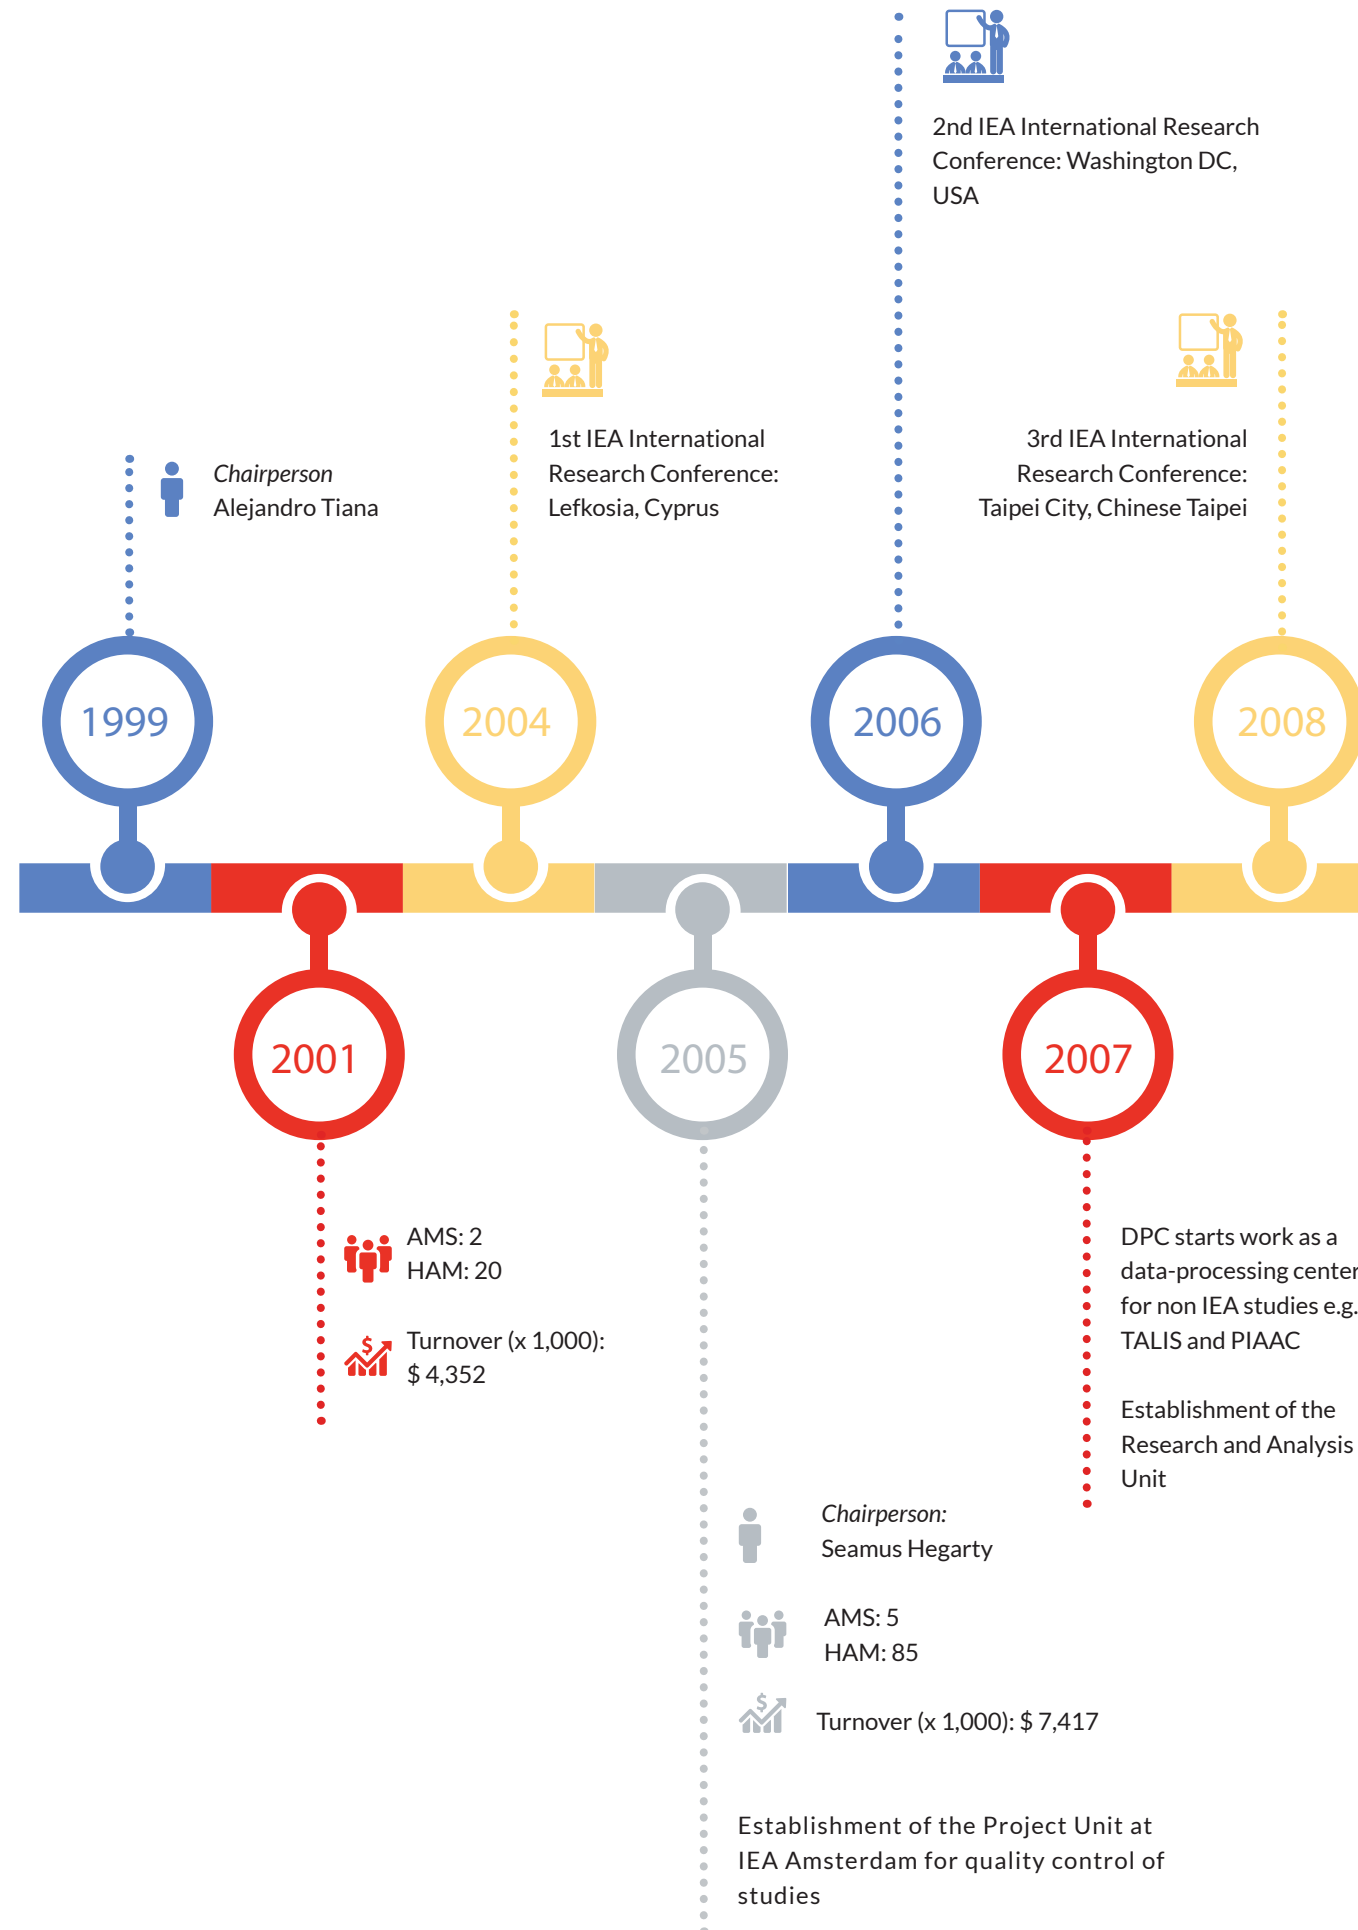 2nd IEA International Research
Conference: Washington DC,
USA
1st IEA International
Research Conference:
Lefkosia, Cyprus
3rd IEA International
Research Conference:
Taipei City, Chinese Taipei
Chairperson
Alejandro Tiana
1999
2004
2006
2008
2001
2005
2007
AMS: 2
HAM: 20
Turnover (x 1,000):
$ 4,352
DPC starts work as a
data-processing center
for non IEA studies e.g.
TALIS and PIAAC
Establishment of the
Research and Analysis
Unit
Chairperson:
Seamus Hegarty
AMS: 5
HAM: 85
Turnover (x 1,000): $ 7,417
Establishment of the Project Unit at
IEA Amsterdam for quality control of
studies